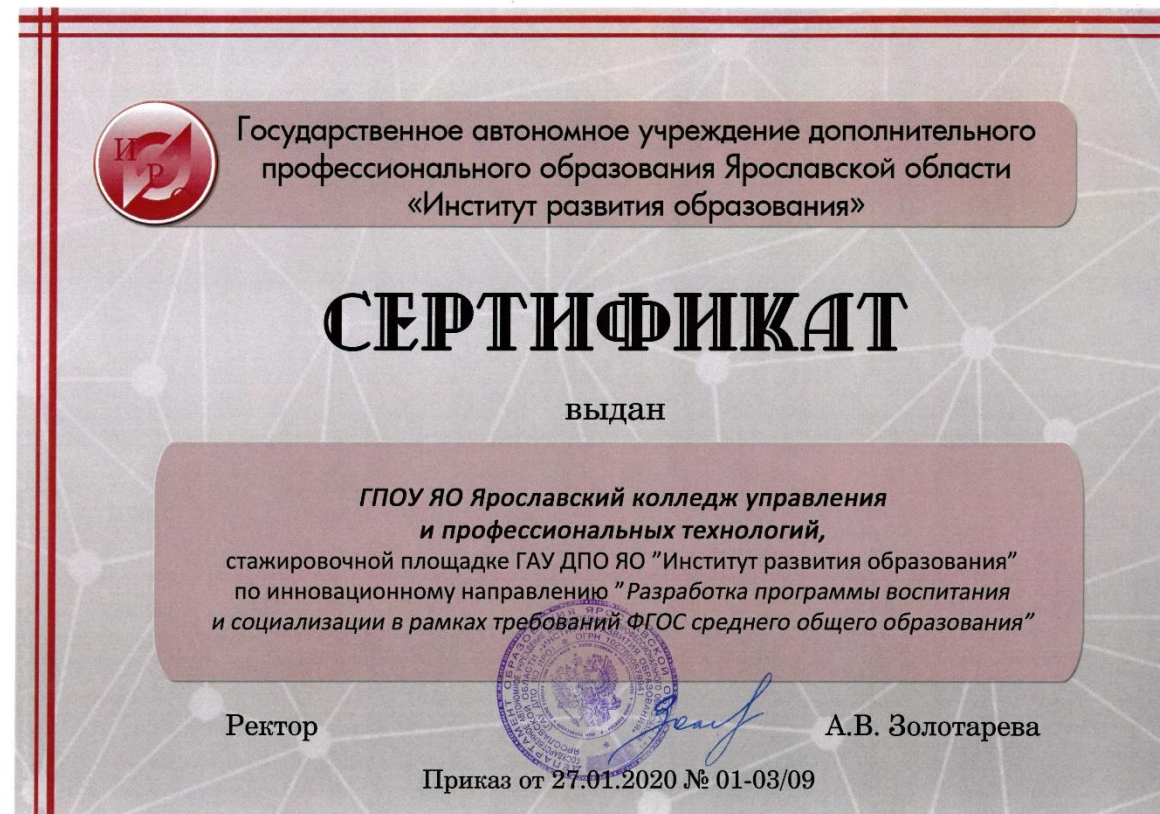 И
Р
Государственное автономное учреждение дополнительного
профессионального образования Ярославской области
«Институт развития образования»
СЕРТИФИКАТ
выдан
ГПОУ ЯО Ярославский колледж управления
и профессиональных технологий,
стажировочной площадке ГАУ ДПО ЯО "Институт развития образования"
по инновационному направлению "Разработка программы воспитания
и социализации в рамках требований ФГОС среднего общего образования"
Ректор
А.В. Золотарева
Приказ от 27.01.2020 № 01-03/09